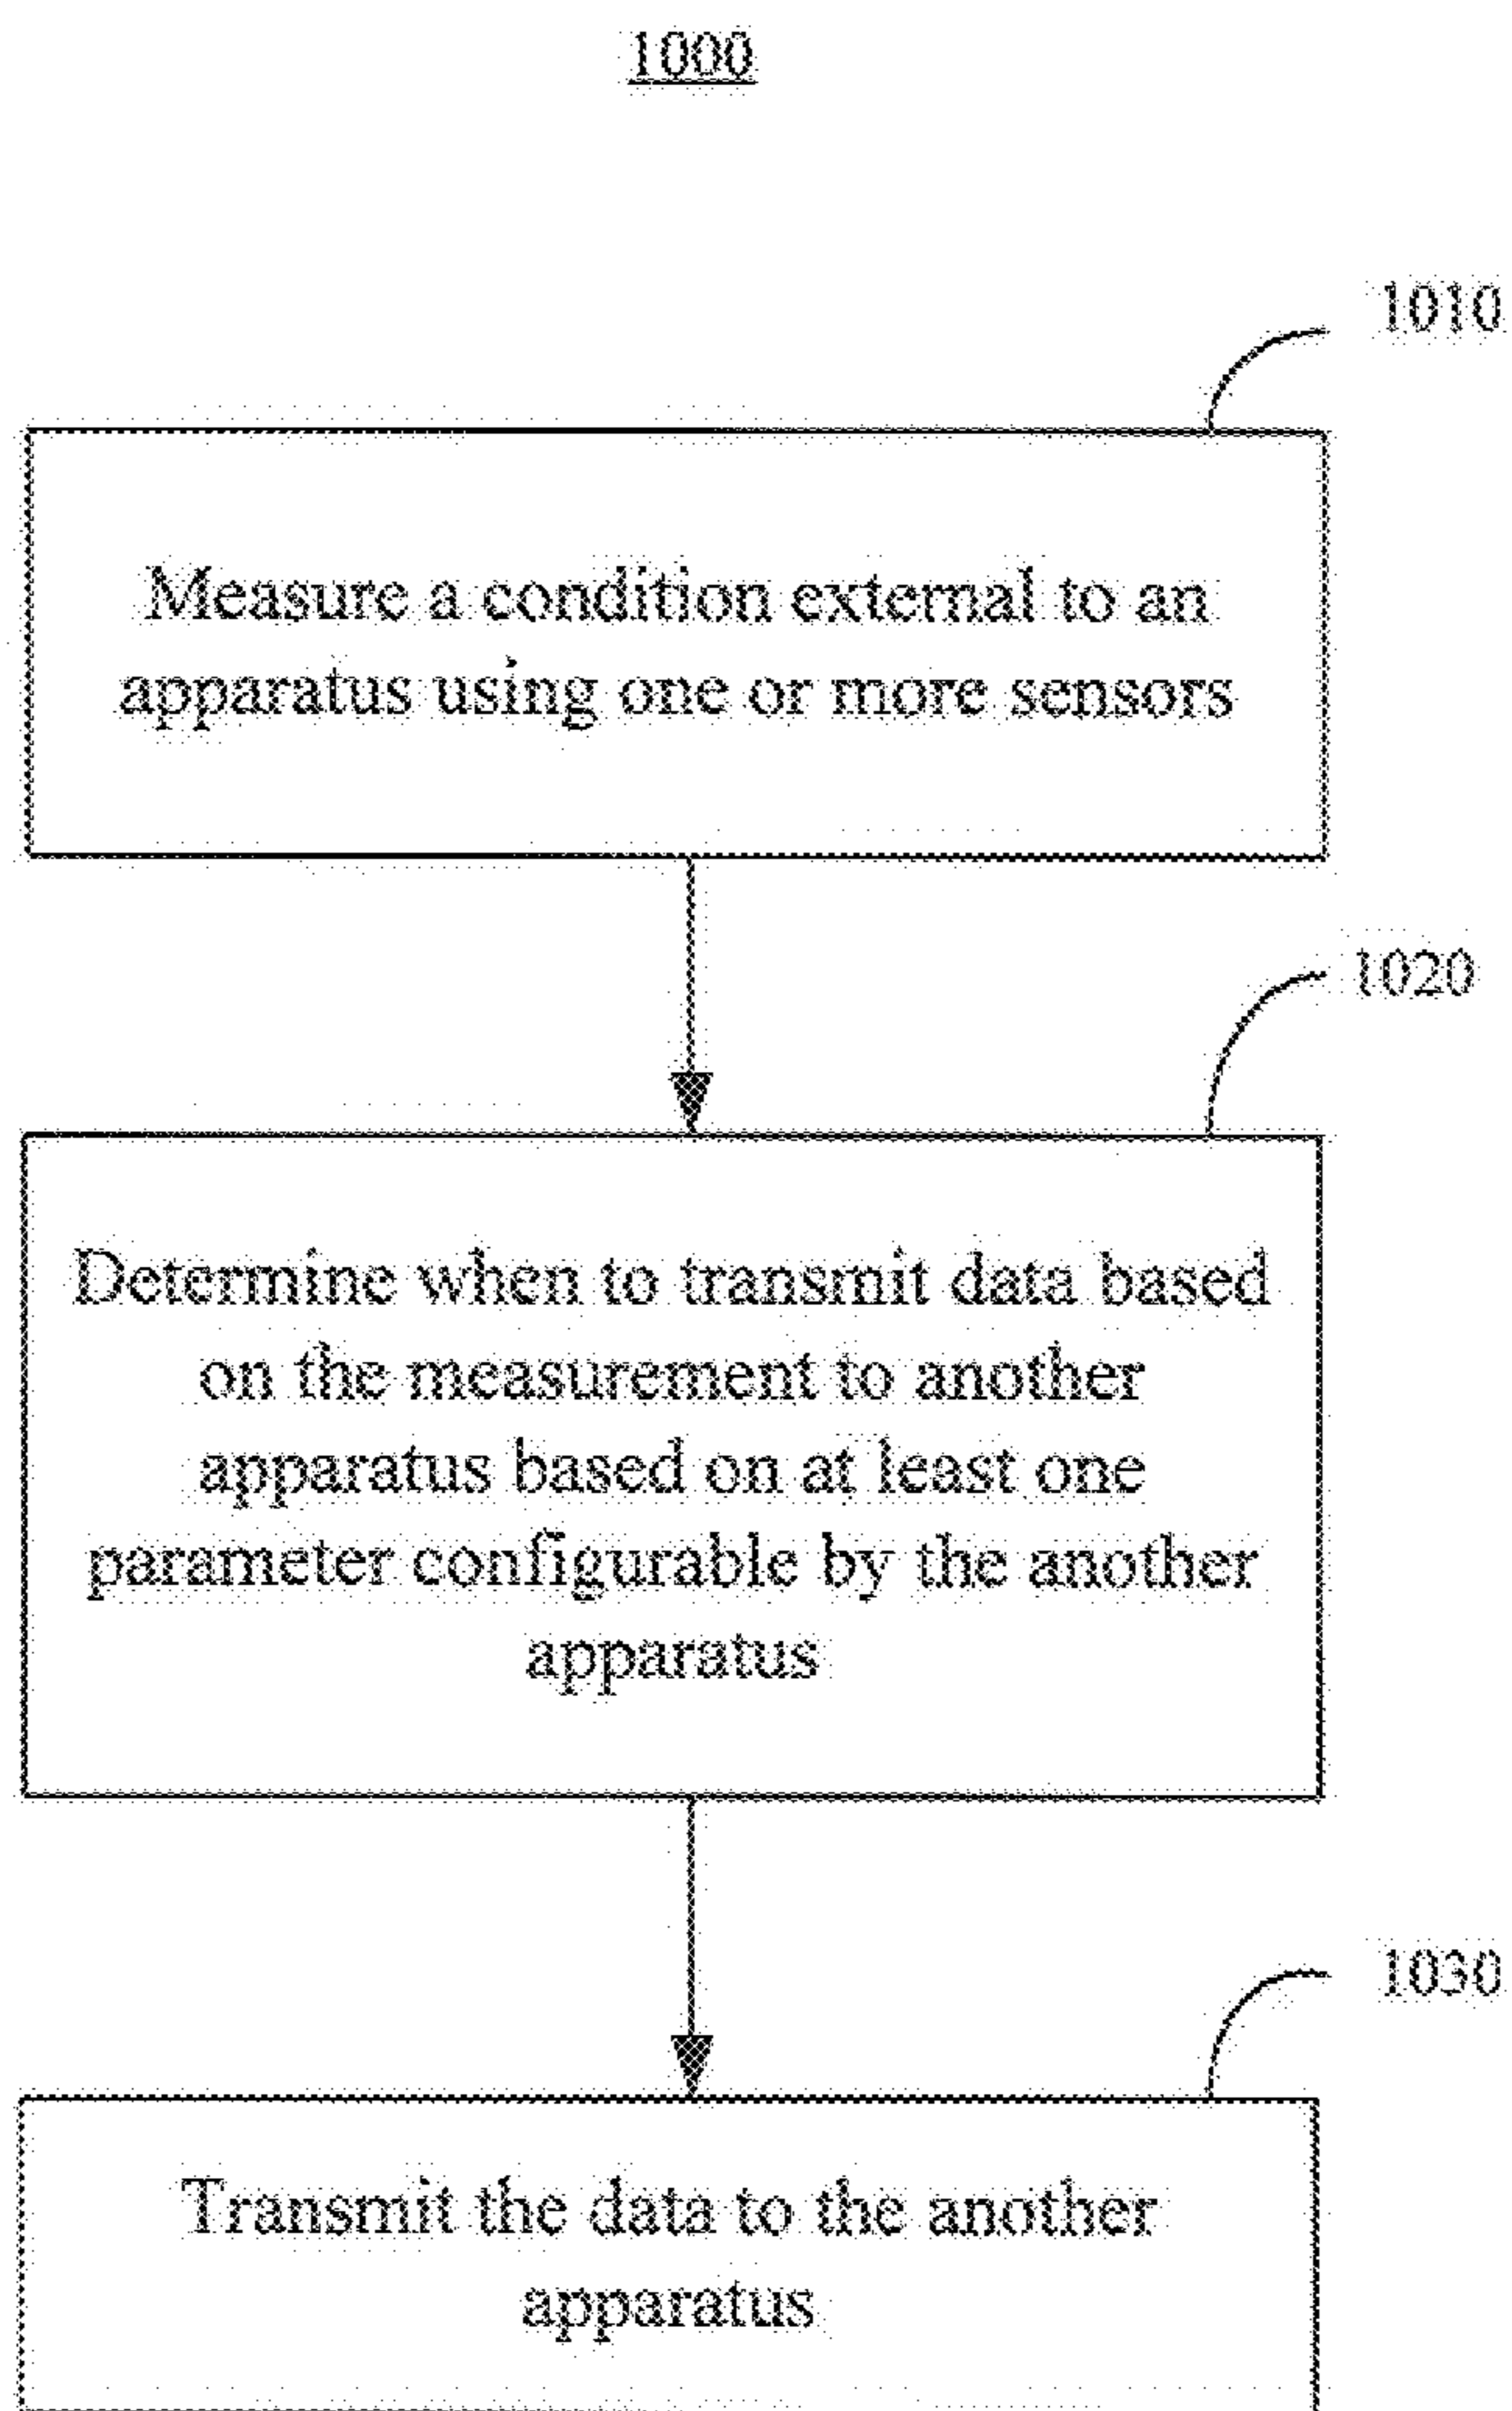 1000
1010
Measure a condition external to an
apparatus using one or more sensors
1020
Determine when to transmit data based
on the measurement to another
apparatus based on at least one
parameter configurable by the another
apparatus
1030
Transmit the data to the another
apparatus